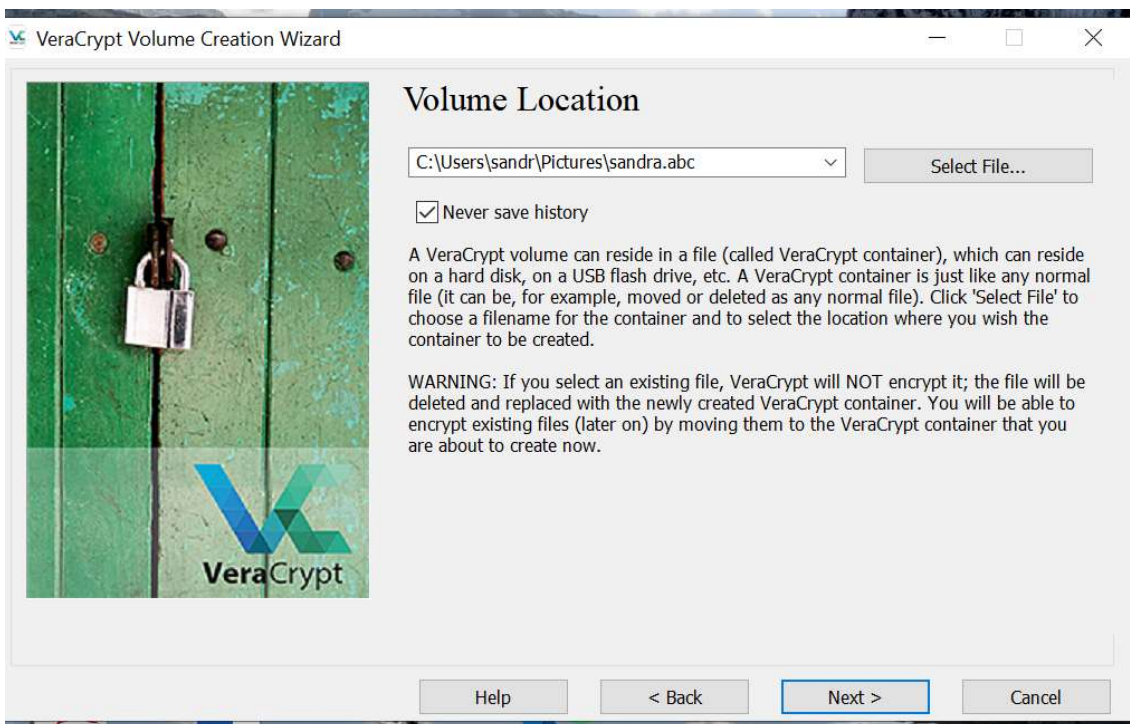 VeraCrypt Volume Creation Wizard
Volume Location
C:\Users\sandr\Pictures\sandra.abc
Select File...
Never save history
A VeraCrypt volume can reside in a file (called VeraCrypt container), which can reside
on a hard disk, on a USB flash drive, etc. A VeraCrypt container is just like any normal
file (it can be, for example, moved or deleted as any normal file). Click 'Select File' to
choose a filename for the container and to select the location where you wish the
container to be created.
WARNING: If you select an existing file, VeraCrypt will NOT encrypt it; the file will be
deleted and replaced with the newly created VeraCrypt container. You will be able to
encrypt existing files (later on) by moving them to the VeraCrypt container that you
are about to create now.
VeraCrypt
Help
< Back
Next >
Cancel